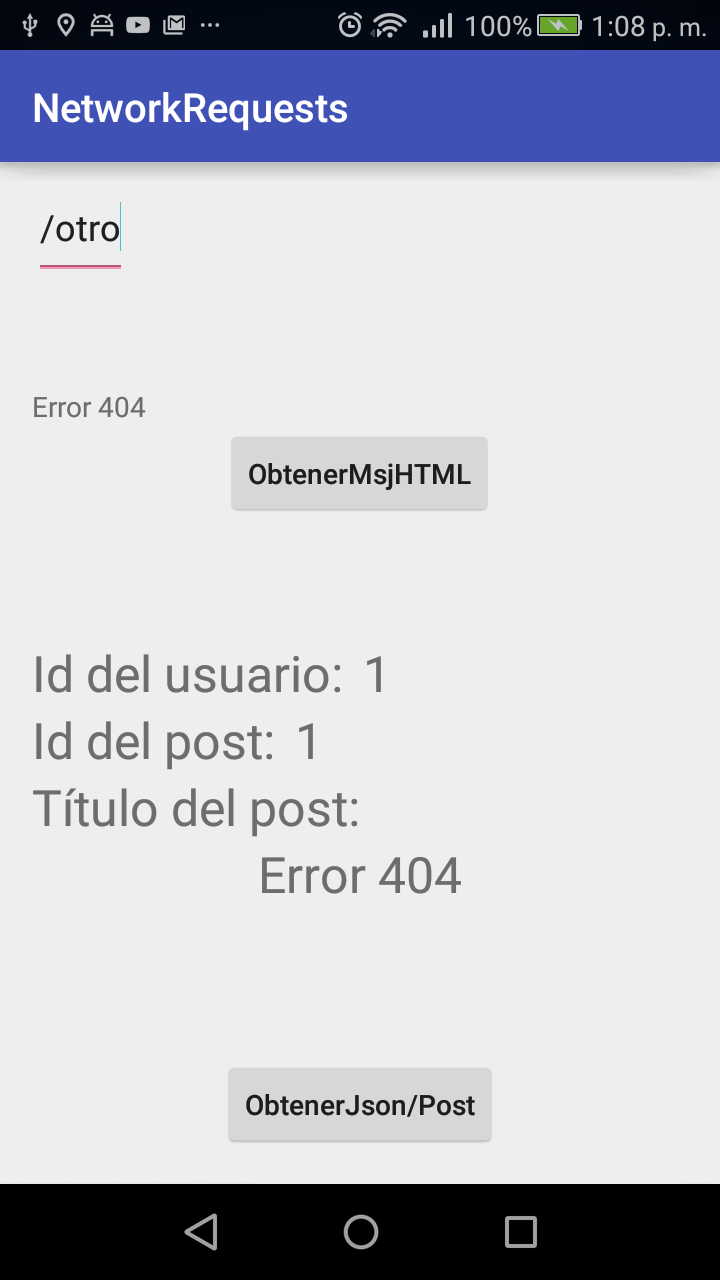 100% 1:08 p. m.
NetworkRequests
/otro
Error 404
ObtenerMsjHTML
Id del usuario: 1
Id del post: 1
Título del post:
Error 404
ObtenerJson/Post